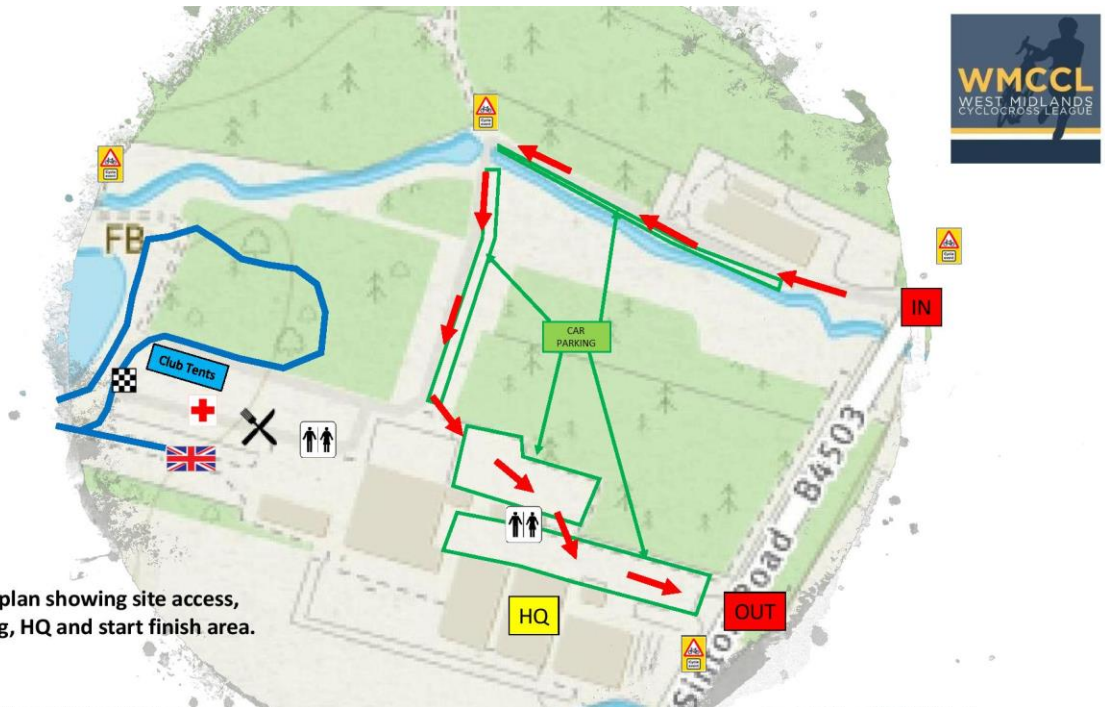 WMCCL
WEST MIDLANDS
CYCLOCROSS LEAGUE
FB
IN
CAR
PARKING
Club Tents
B4503
Road
plan showing site access,
HQ and start finish area.
HQ
OUT